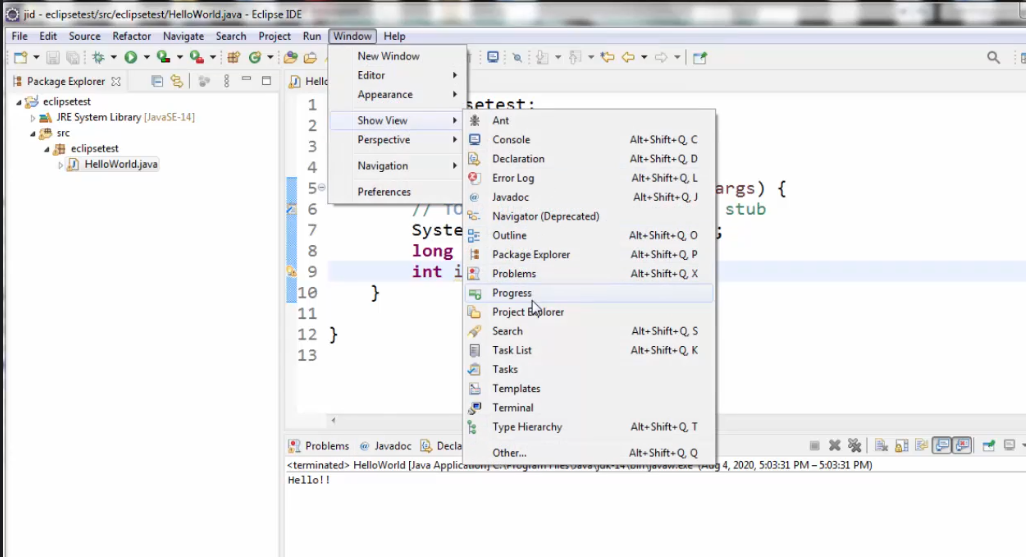 jid - eclipsetest/src/eclipsetest/HelloWorld.java - Eclipse IDE
File Edit Source Refactor Navigate Search Project Run Window Help
Package Explorer
eclipsetest
JRE System Library [JavaSE-14]
src
eclipsetest
HelloWorld.java
New Window
Editor
Appearance
Show View
Perspective
Navigation
Preferences
Ant
Console Alt+Shift+Q, C
Declaration Alt+Shift+Q, D
Error Log Alt+Shift+Q, L
Javadoc Alt+Shift+Q, J
Navigator (Deprecated)
Outline Alt+Shift+Q, O
Package Explorer Alt+Shift+Q, P
Problems Alt+Shift+Q, X
Progress
Project Explorer
Search Alt+Shift+Q, S
Task List Alt+Shift+Q, K
Tasks
Templates
Terminal
Type Hierarchy Alt+Shift+Q, T
Other... Alt+Shift+Q, Q
1 setest;
2
3
4
5 args) {
6 // stub
7 Syste ;
8 long
9 int i
10 }
11
12 }
13
Problems Javadoc Decla
<terminated> HelloWorld [Java Application] C:\Program Files\Java\jdk-14\bin\javaw.exe (Aug 4, 2020, 5:03:31 PM – 5:03:31 PM)
Hello!!